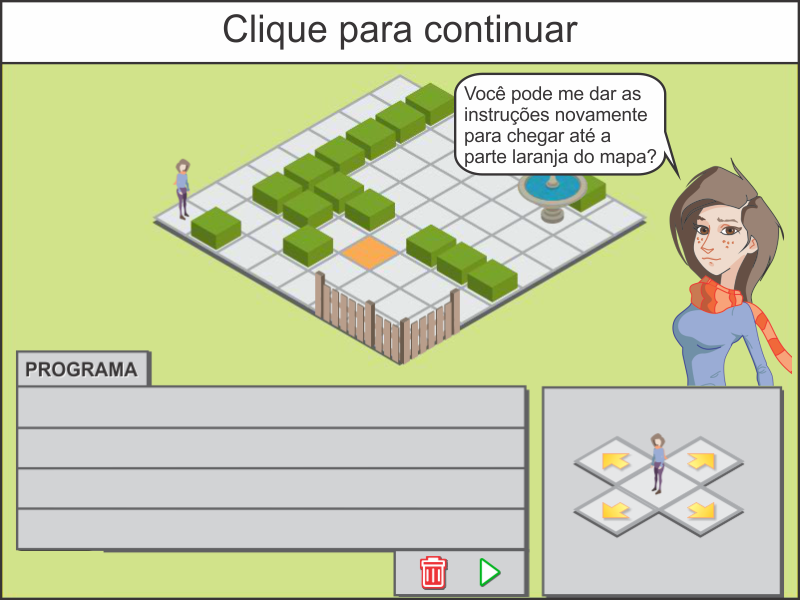 Clique para continuar
Você pode me dar as
instruções novamente
para chegar até a
parte laranja do mapa?
PROGRAMA